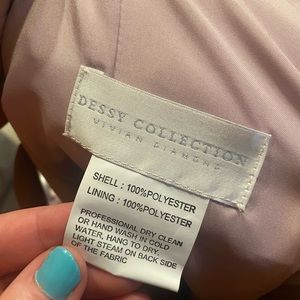 DESSY COLLECTION
VIVIAN DIAMOND
SHELL : 100%POLYESTER
LINING : 100%POLYESTER
PROFESSIONAL DRY CLEAN
OR HAND WASH IN COLD
WATER, HANG TO DRY.
LIGHT STEAM ON BACK SIDE
OF THE FABRIC